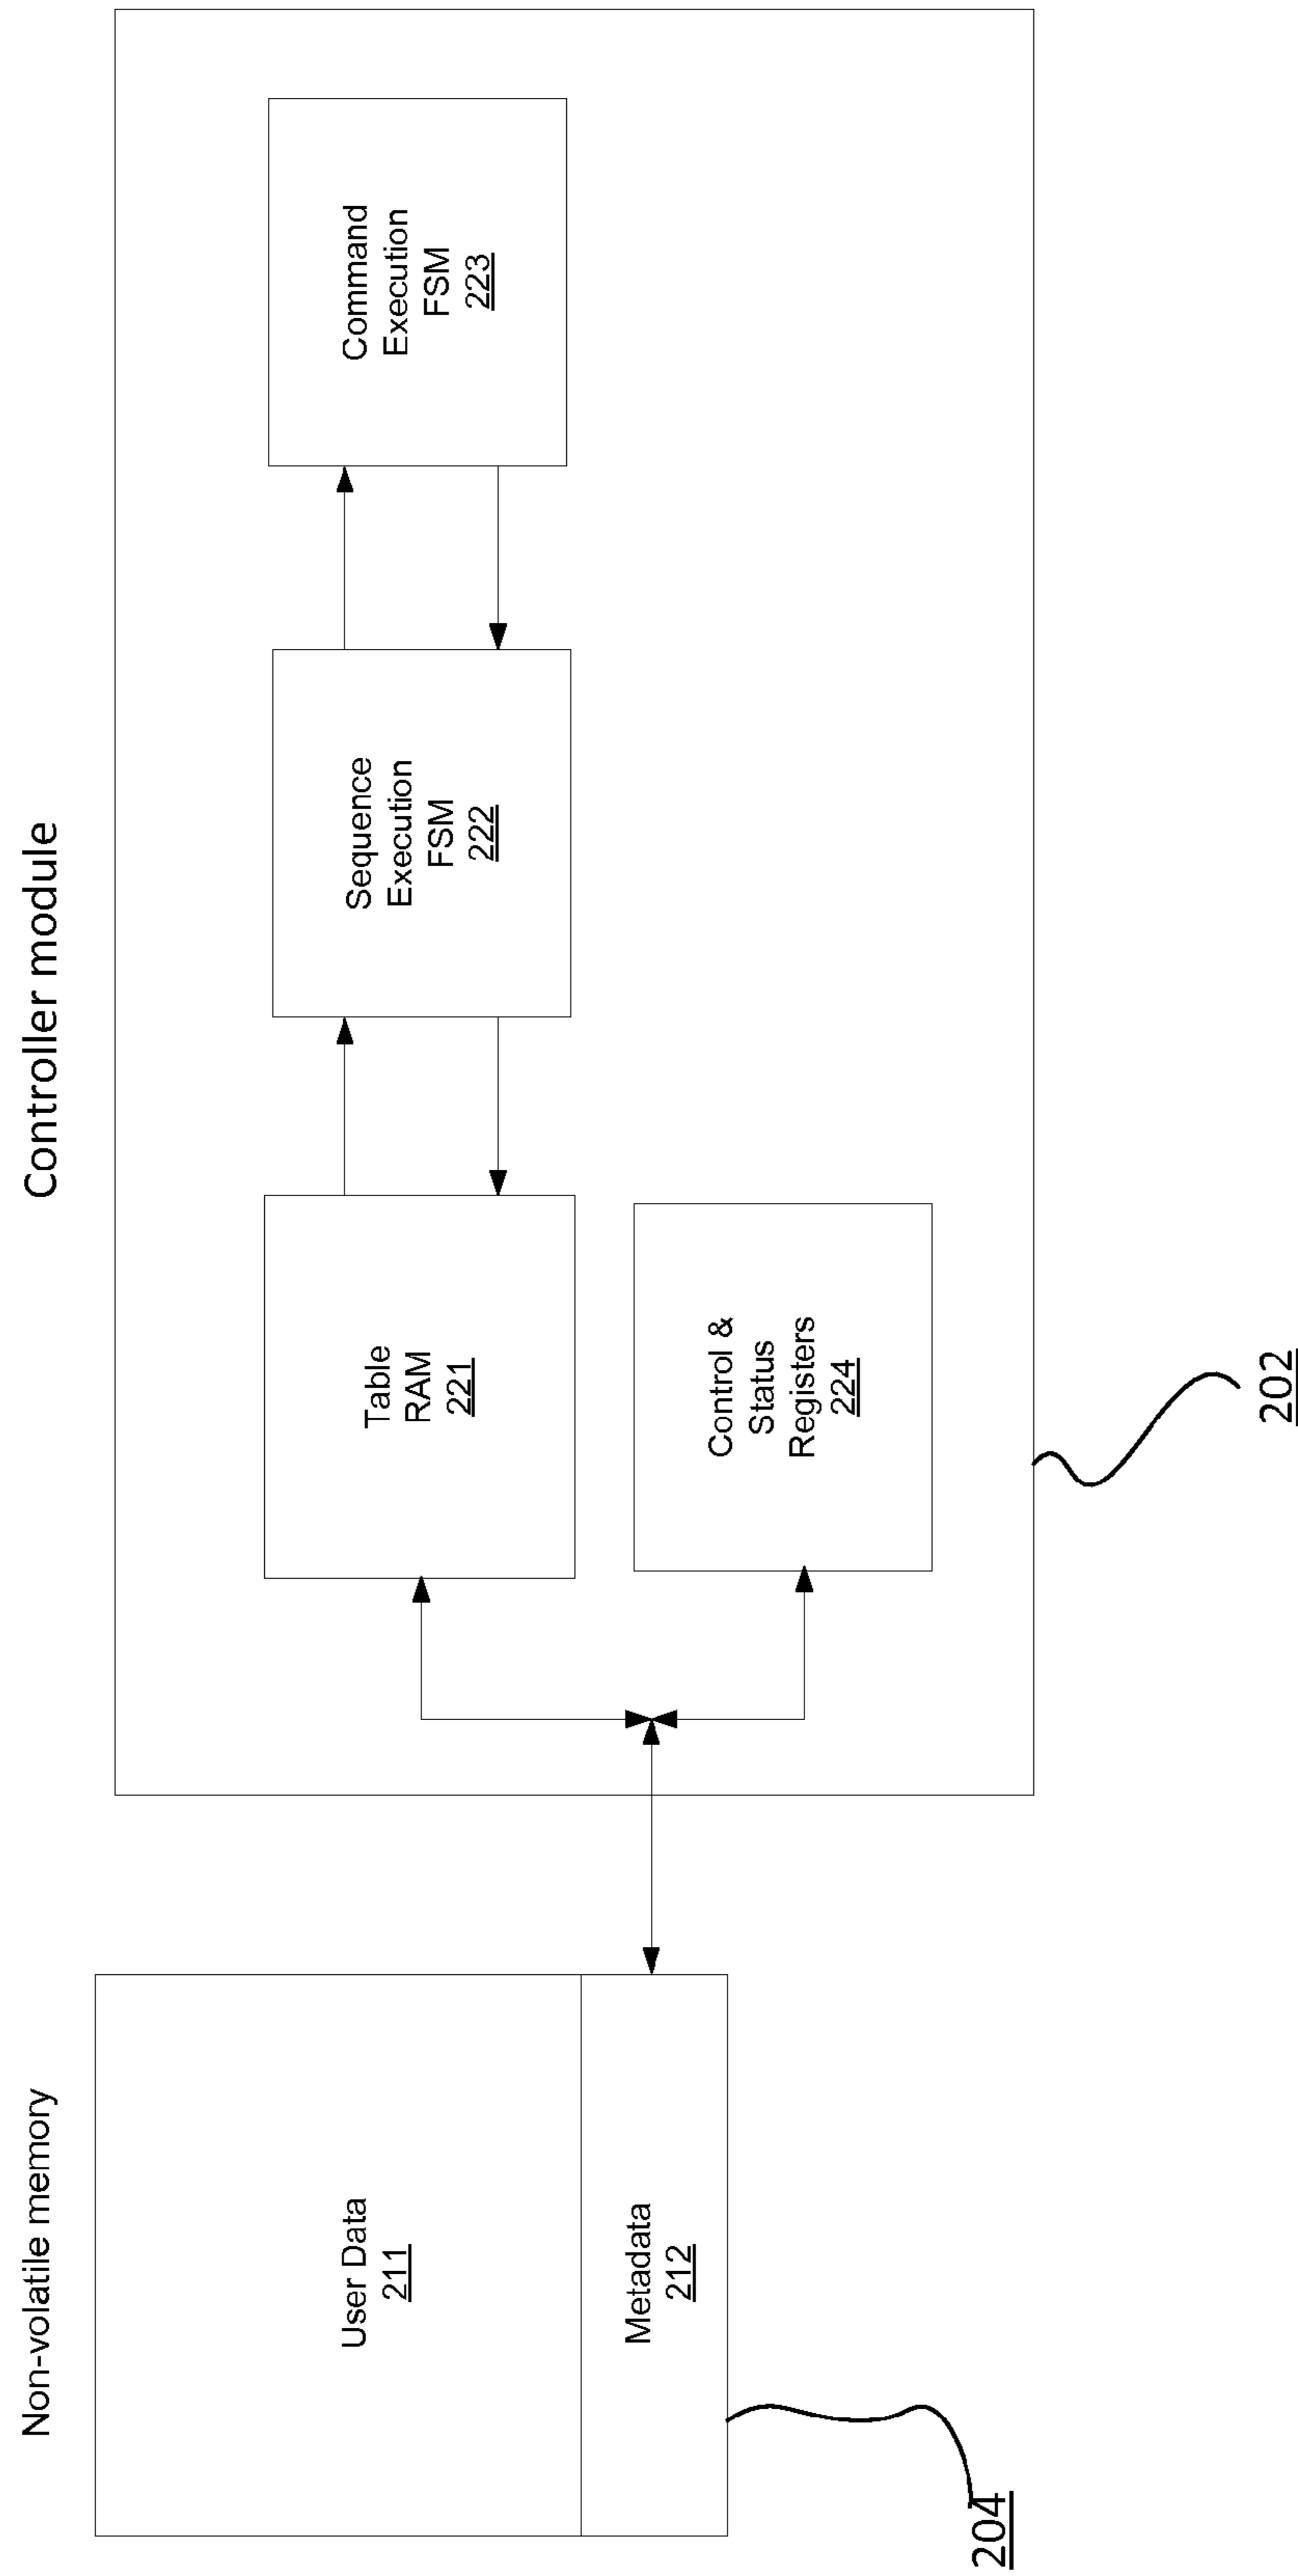 Non-volatile memory
Controller module
User Data
211
Metadata
212
204
Table
RAM
221
Sequence
Execution
FSM
222
Command
Execution
FSM
223
Control &
Status
Registers
224
202